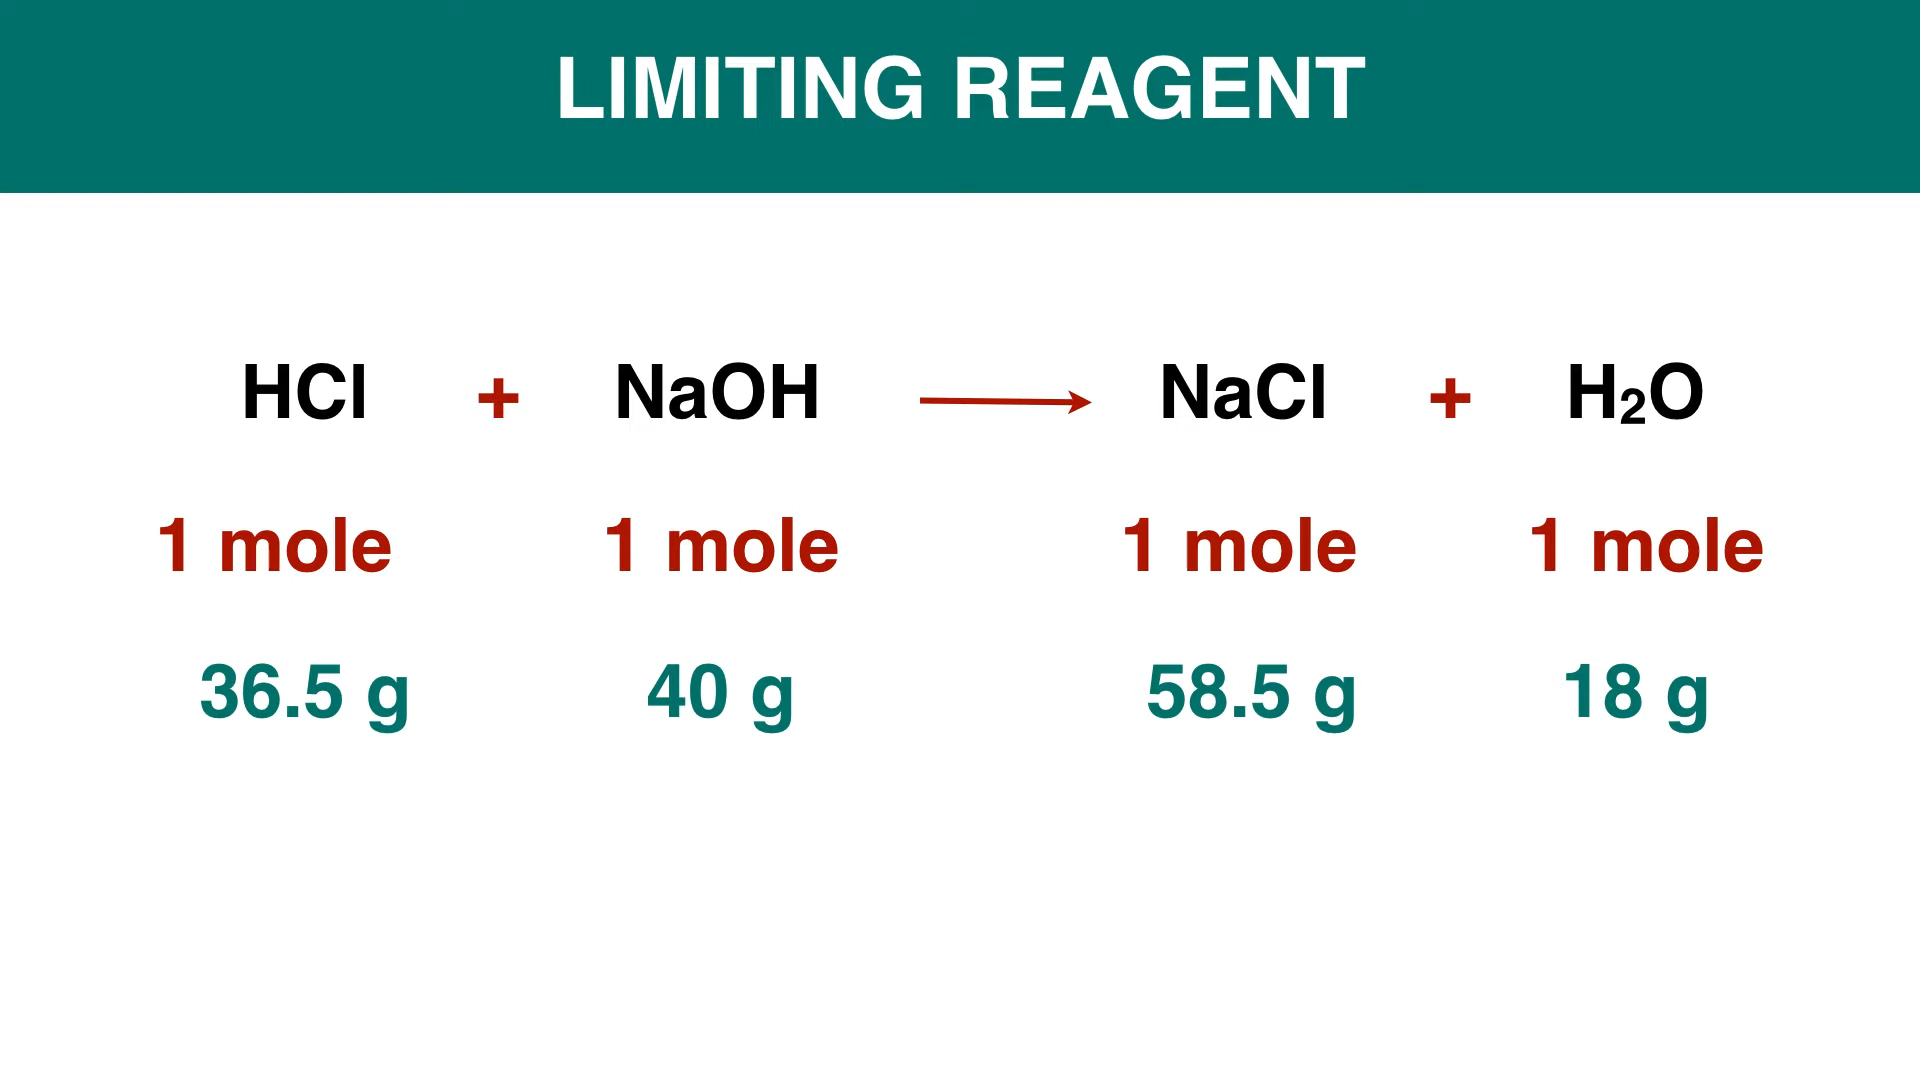 LIMITING REAGENT
HCl + NaOH ⟶ NaCl + H₂O
1 mole 1 mole 1 mole 1 mole
36.5 g 40 g 58.5 g 18 g